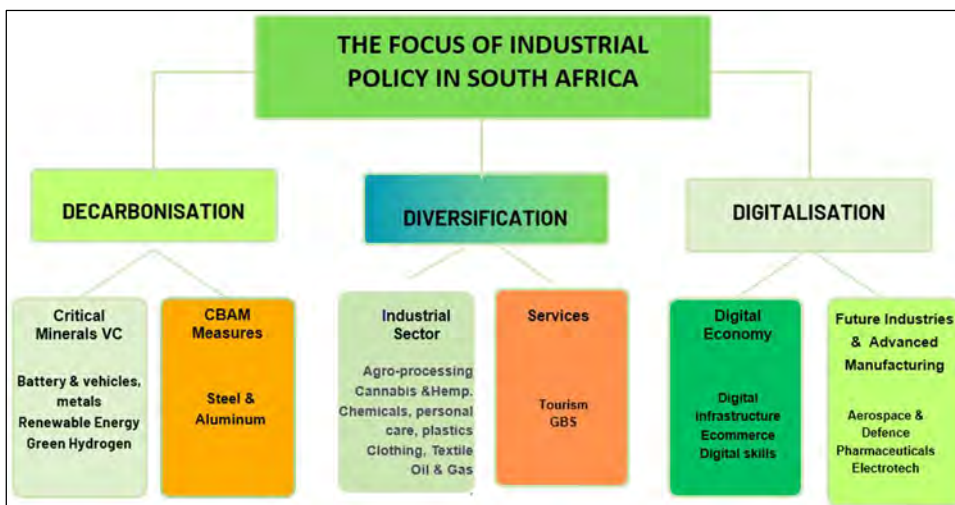 THE FOCUS OF INDUSTRIAL
POLICY IN SOUTH AFRICA
DECARBONISATION
DIVERSIFICATION
DIGITALISATION
Critical
Minerals VC
Battery & vehicles,
metals
Renewable Energy
Green Hydrogen
CBAM
Measures
Steel &
Aluminum
Industrial
Sector
Agro-processing
Cannabis &Hemp.
Chemicals, personal
care, plastics
Clothing, Textile
Oil & Gas
Services
Tourism
GBS
Digital
Economy
Digital
infrastructure
Ecommerce
Digital skills
Future Industries
& Advanced
Manufacturing
Aerospace &
Defence
Pharmaceuticals
Electrotech